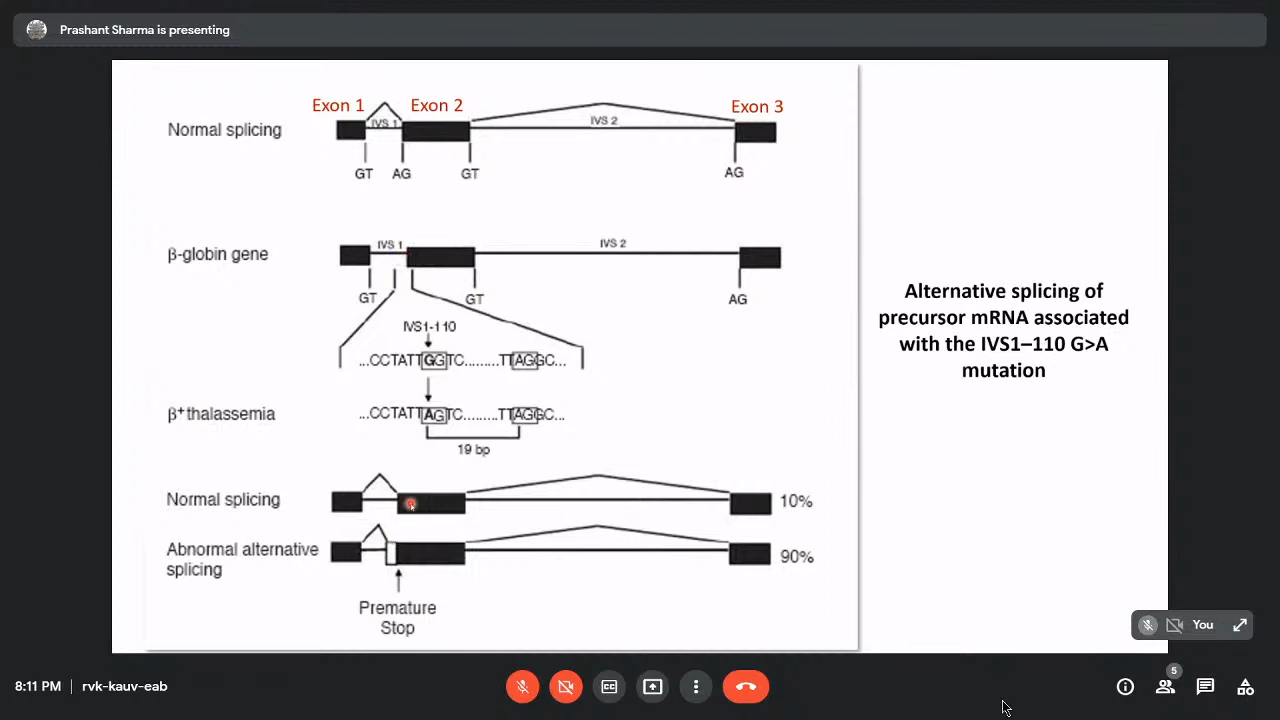 Prashant Sharma is presenting
Exon 1 Exon 2 Exon 3
Normal splicing IVS 1 IVS 2
GT AG GT AG
β-globin gene IVS 1 IVS 2
GT GT AG
IVS1-110
...CCTATTGGTC.........TTAGGC...
β+ thalassemia ...CCTATTAGTC........TTAGGC...
19 bp
Normal splicing 10%
Abnormal alternative
splicing 90%
Premature
Stop
Alternative splicing of
precursor mRNA associated
with the IVS1–110 G>A
mutation
You
8:11 PM | rvk-kauv-eab
CC
5